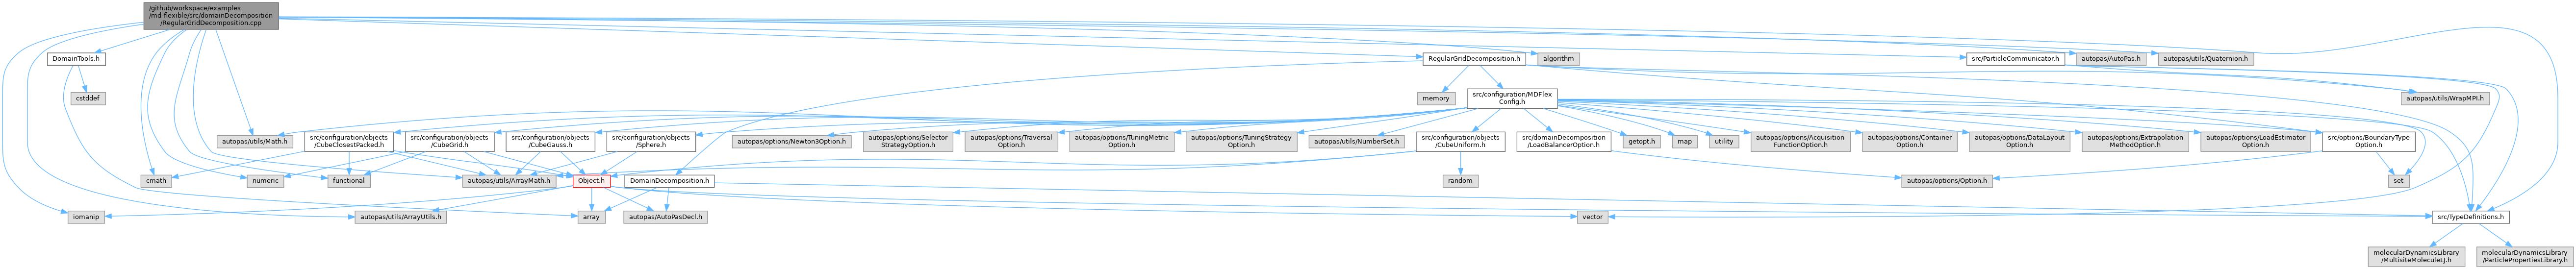 /github/workspace/examples
/md-flexible/src/domainDecomposition
/RegularGridDecomposition.cpp
DomainTools.h
RegularGridDecomposition.h
algorithm
src/ParticleCommunicator.h
autopas/AutoPas.h
autopas/utils/Quaternion.h
cstddef
memory
src/configuration/MDFlex
Config.h
autopas/utils/WrapMPI.h
autopas/utils/Math.h
src/configuration/objects
/CubeClosestPacked.h
src/configuration/objects
/CubeGrid.h
src/configuration/objects
/CubeGauss.h
src/configuration/objects
/Sphere.h
autopas/options/Newton3Option.h
autopas/options/Selector
StrategyOption.h
autopas/options/Traversal
Option.h
autopas/options/TuningMetric
Option.h
autopas/options/TuningStrategy
Option.h
autopas/utils/NumberSet.h
src/configuration/objects
/CubeUniform.h
src/domainDecomposition
/LoadBalancerOption.h
getopt.h
map
utility
autopas/options/Acquisition
FunctionOption.h
autopas/options/Container
Option.h
autopas/options/DataLayout
Option.h
autopas/options/Extrapolation
MethodOption.h
autopas/options/LoadEstimator
Option.h
src/options/BoundaryType
Option.h
cmath
numeric
functional
autopas/utils/ArrayMath.h
Object.h
DomainDecomposition.h
random
autopas/options/Option.h
set
iomanip
autopas/utils/ArrayUtils.h
array
autopas/AutoPasDecl.h
vector
src/TypeDefinitions.h
molecularDynamicsLibrary
/MultisiteMoleculeLJ.h
molecularDynamicsLibrary
/ParticlePropertiesLibrary.h